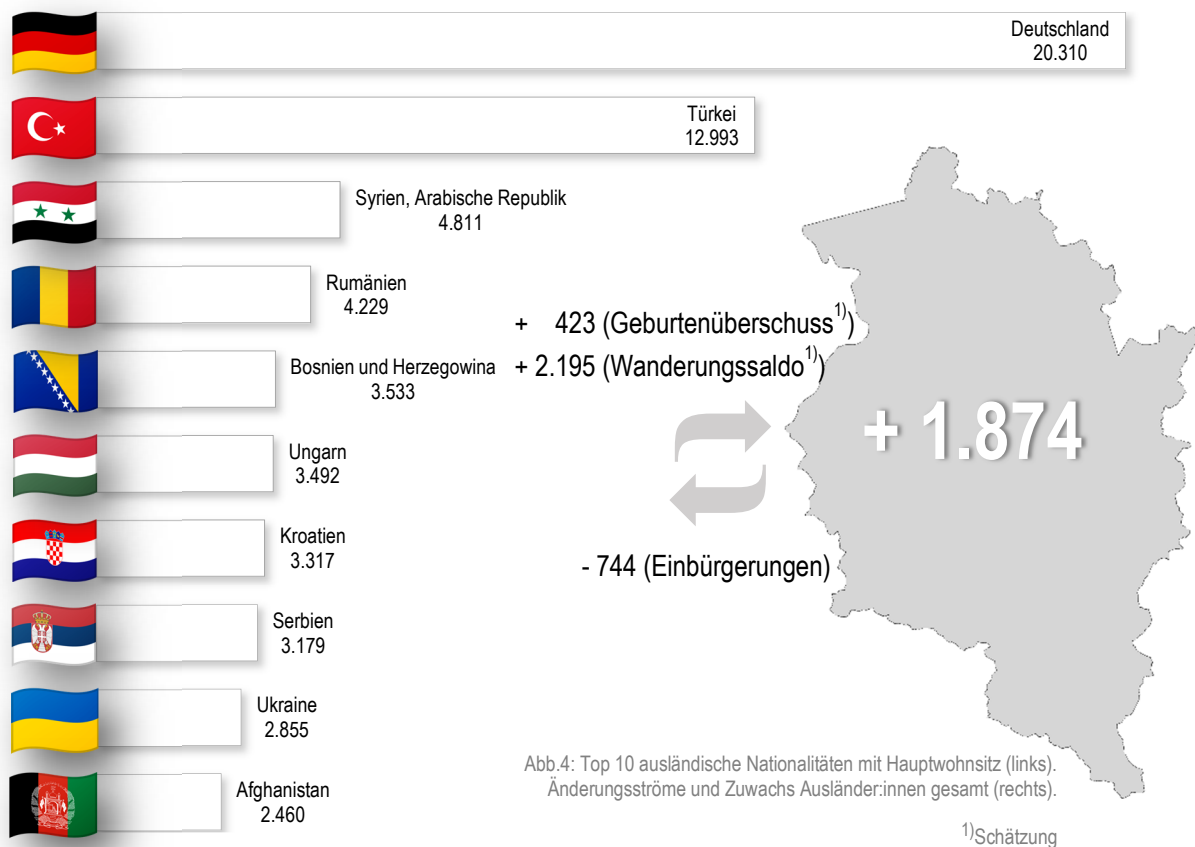 Deutschland
20.310
Türkei
12.993
Syrien, Arabische Republik
4.811
Rumänien
4.229
Bosnien und Herzegowina
3.533
Ungarn
3.492
Kroatien
3.317
Serbien
3.179
Ukraine
2.855
Afghanistan
2.460
+ 423 (Geburtenüberschuss1))
+ 2.195 (Wanderungssaldo1))
+ 1.874
- 744 (Einbürgerungen)
Abb.4: Top 10 ausländische Nationalitäten mit Hauptwohnsitz (links).
Änderungsströme und Zuwachs Ausländer:innen gesamt (rechts).
1)Schätzung